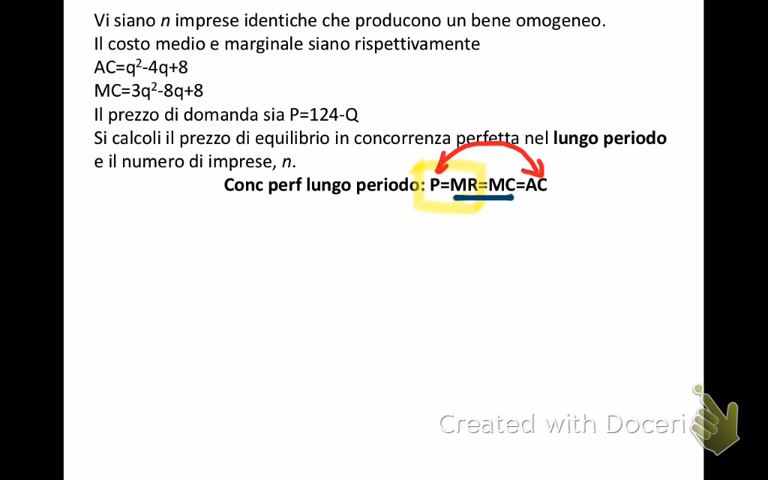 Vi siano n imprese identiche che producono un bene omogeneo.
Il costo medio e marginale siano rispettivamente
AC=q²-4q+8
MC=3q²-8q+8
Il prezzo di domanda sia P=124-Q
Si calcoli il prezzo di equilibrio in concorrenza perfetta nel lungo periodo
e il numero di imprese, n.
Conc perf lungo periodo: P=MR=MC=AC
Created with Doceri